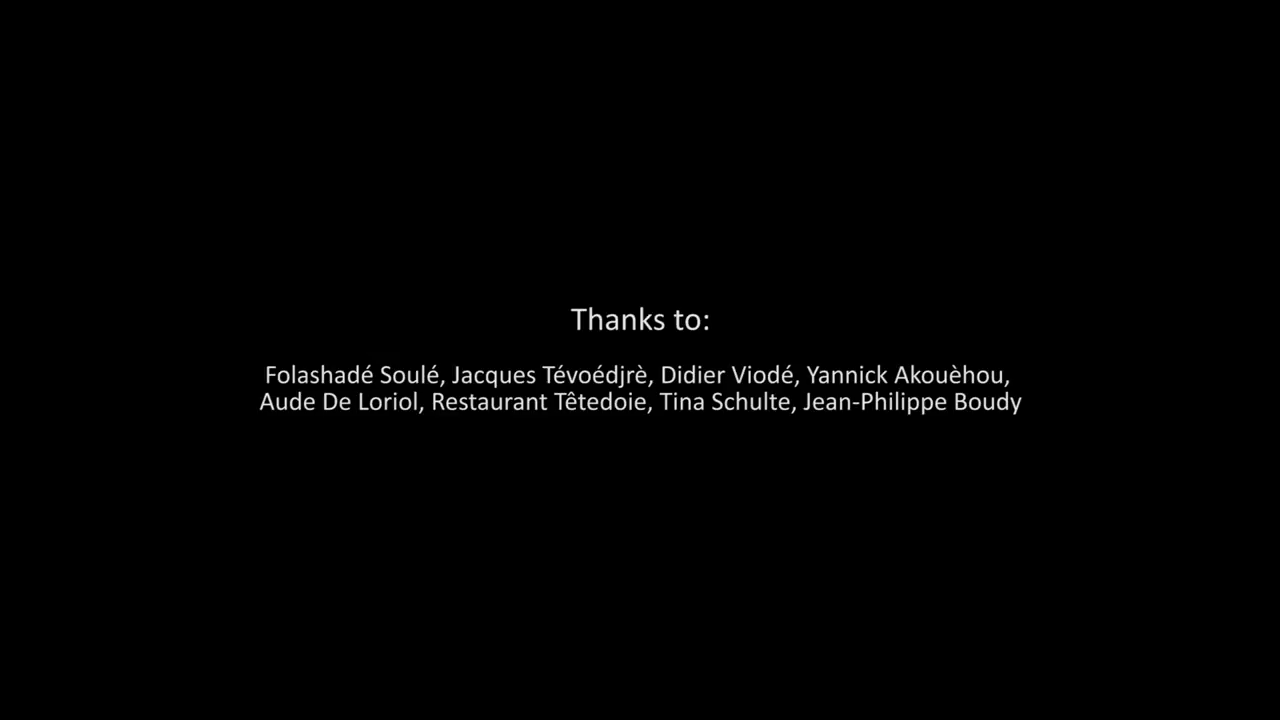 Thanks to:
Folashadé Soulé, Jacques Tévoédjrè, Didier Viodé, Yannick Akouèhou,
Aude De Loriol, Restaurant Têtedoie, Tina Schulte, Jean-Philippe Boudy